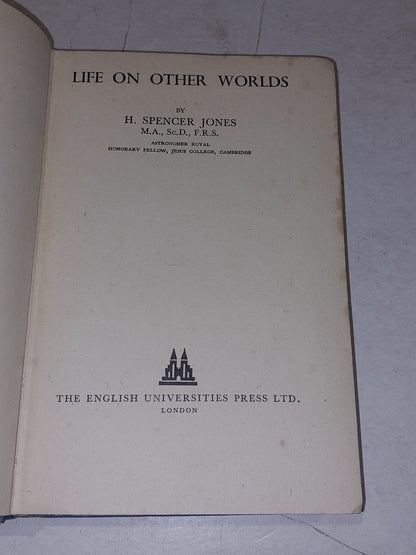 LIFE ON OTHER WORLDS
BY
H. SPENCER JONES
M.A., Sc.D., F.R.S.
ASTRONOMER ROYAL
HONORARY FELLOW, JESUS COLLEGE, CAMBRIDGE
THE ENGLISH UNIVERSITIES PRESS LTD.
LONDON